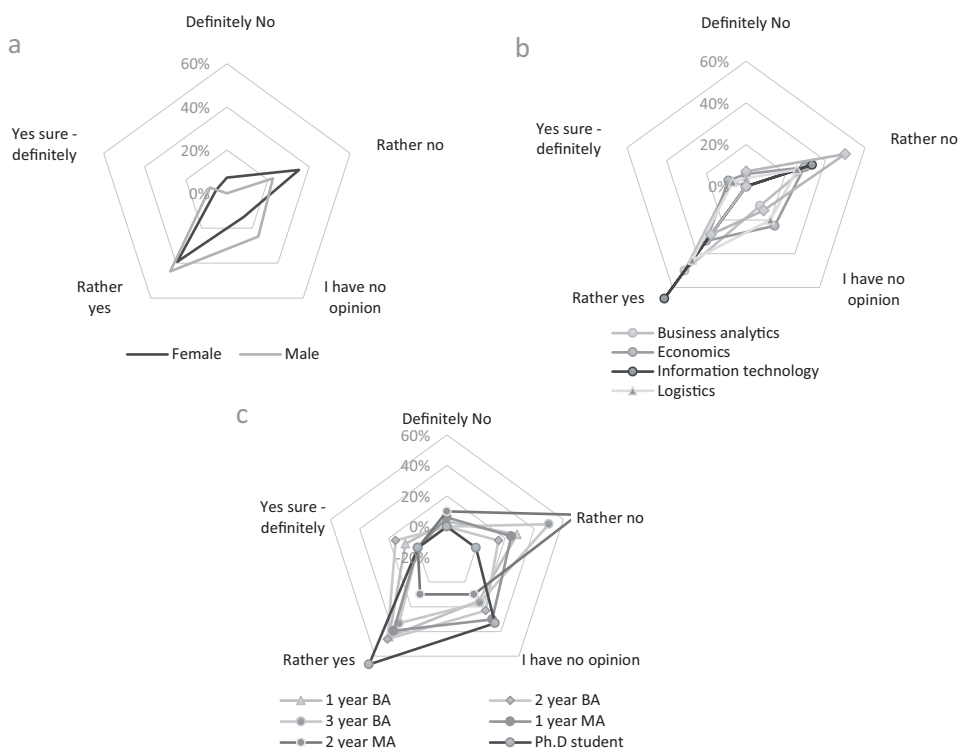 a
Definitely No
60%
40%
20%
0%
Yes sure -
definitely
Rather no
Rather
yes
I have no
opinion
Female
Male
b
Definitely No
60%
40%
20%
0%
Yes sure -
definitely
Rather no
Rather yes
I have no
opinion
Business analytics
Economics
Information technology
Logistics
c
Definitely No
60%
40%
20%
0%
-20%
Yes sure -
definitely
Rather no
Rather yes
I have no opinion
1 year BA
2 year BA
3 year BA
1 year MA
2 year MA
Ph.D student